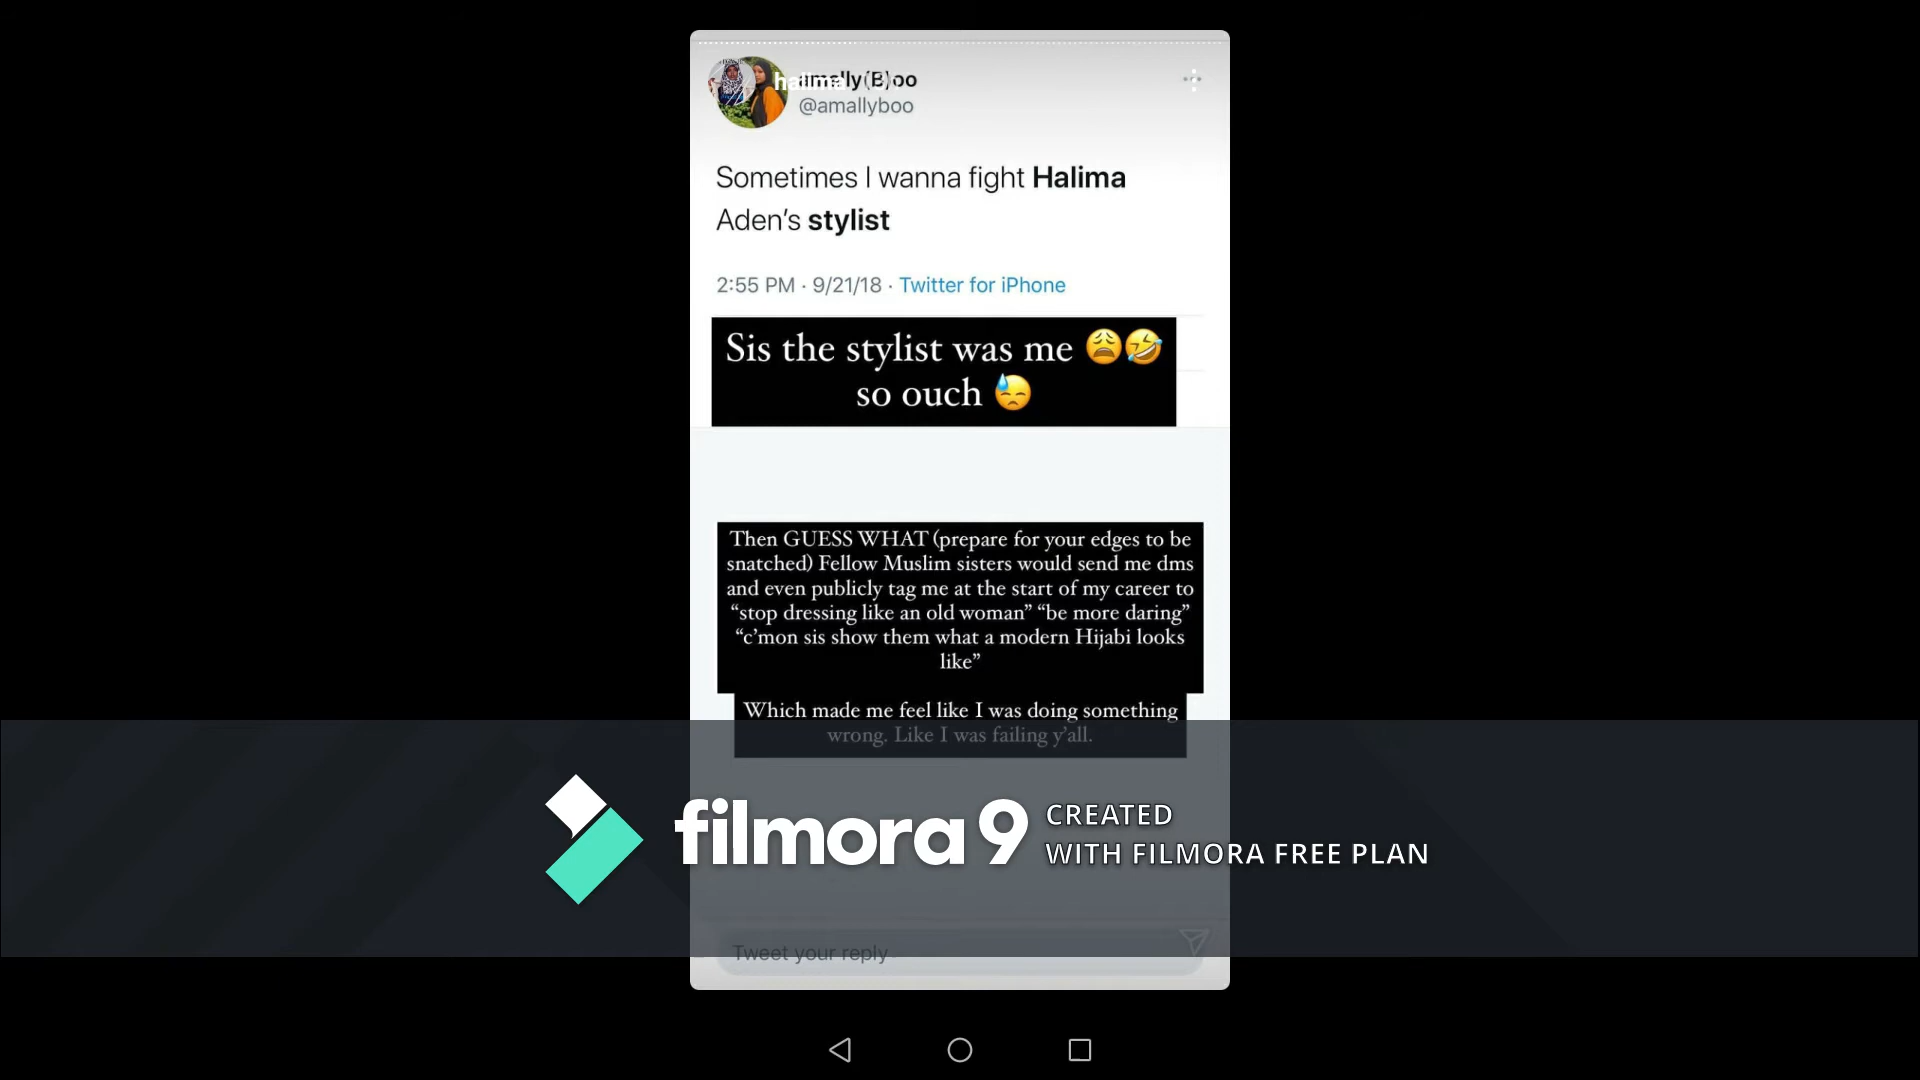 halima
amally(B)oo
@amallyboo
Sometimes I wanna fight Halima
Aden's stylist
2:55 PM · 9/21/18 · Twitter for iPhone
Sis the stylist was me 😩🤣
so ouch 😓
Then GUESS WHAT (prepare for your edges to be
snatched) Fellow Muslim sisters would send me dms
and even publicly tag me at the start of my career to
“stop dressing like an old woman” “be more daring”
“c'mon sis show them what a modern Hijabi looks
like”
Which made me feel like I was doing something
wrong. Like I was failing y'all.
filmora9
CREATED
WITH FILMORA FREE PLAN
Tweet your reply